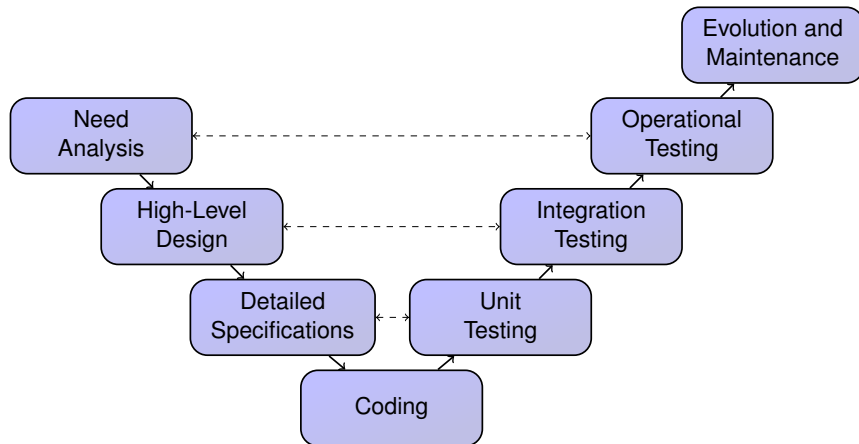 Evolution and
Maintenance
Need
Analysis
Operational
Testing
High-Level
Design
Integration
Testing
Detailed
Specifications
Unit
Testing
Coding